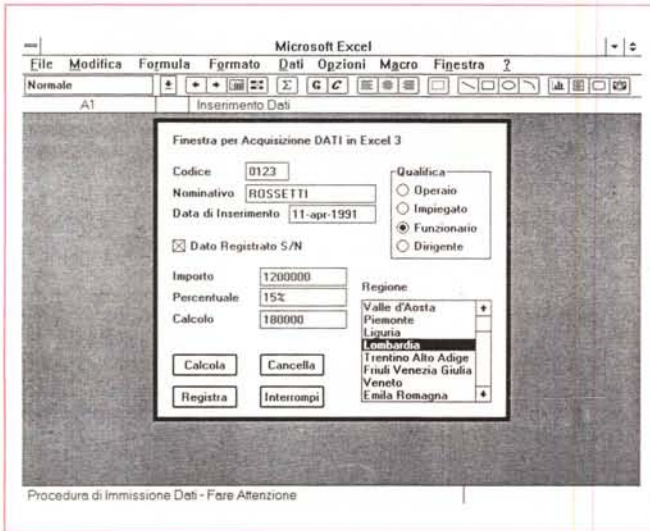 Microsoft Excel
File Modifica Formula Formato Dati Opzioni Macro Finestra ?
Normale Σ G C
A1 Inserimento Dati
Finestra per Acquisizione DATI in Excel 3
Codice 0123
Nominativo ROSSETTI
Data di Inserimento 11-apr-1991
Dato Registrato S/N
Qualifica
Operaio
Impiegato
Funzionario
Dirigente
Importo 1200000
Percentuale 15%
Calcolo 180000
Regione
Valle d'Aosta
Piemonte
Liguria
Lombardia
Trentino Alto Adige
Friuli Venezia Giulia
Veneto
Emila Romagna
Calcola Cancella
Registra Interrompi
Procedura di Immissione Dati - Fare Attenzione